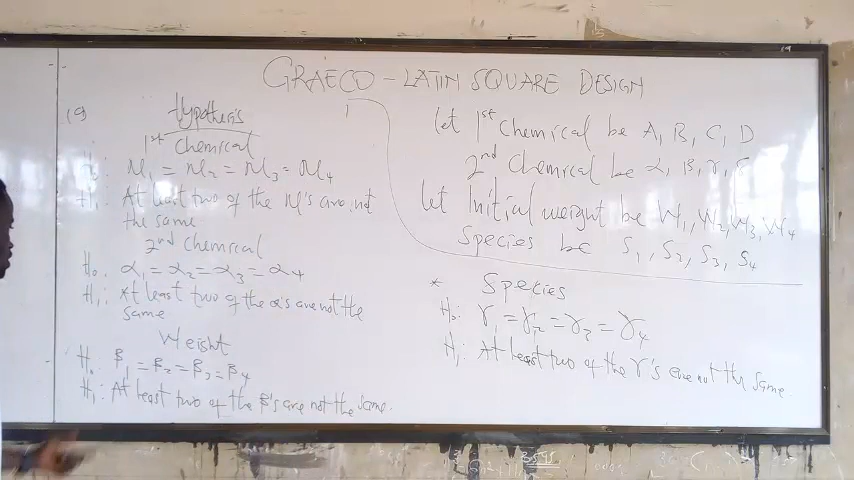 GRAECO-LATIN SQUARE DESIGN
(a) Hypothesis
1st chemical
H₀: M₁ = M₂ = M₃ = M₄
H₁: At least two of the M's are not
the same
2nd Chemical
H₀: α₁ = α₂ = α₃ = α₄
H₁: At least two of the α's are not the
same
Weight
H₀: β₁ = β₂ = β₃ = β₄
H₁: At least two of the β's are not the same.
let 1st Chemical be A, B, C, D
2nd Chemical be α, β, γ,
let Initial weight be W₁, W₂, W₃, W₄
Species be S₁, S₂, S₃, S₄
* Species
H₀: γ₁ = γ₂ = γ₃ = γ₄
H₁: At least two of the γ's are not the same.